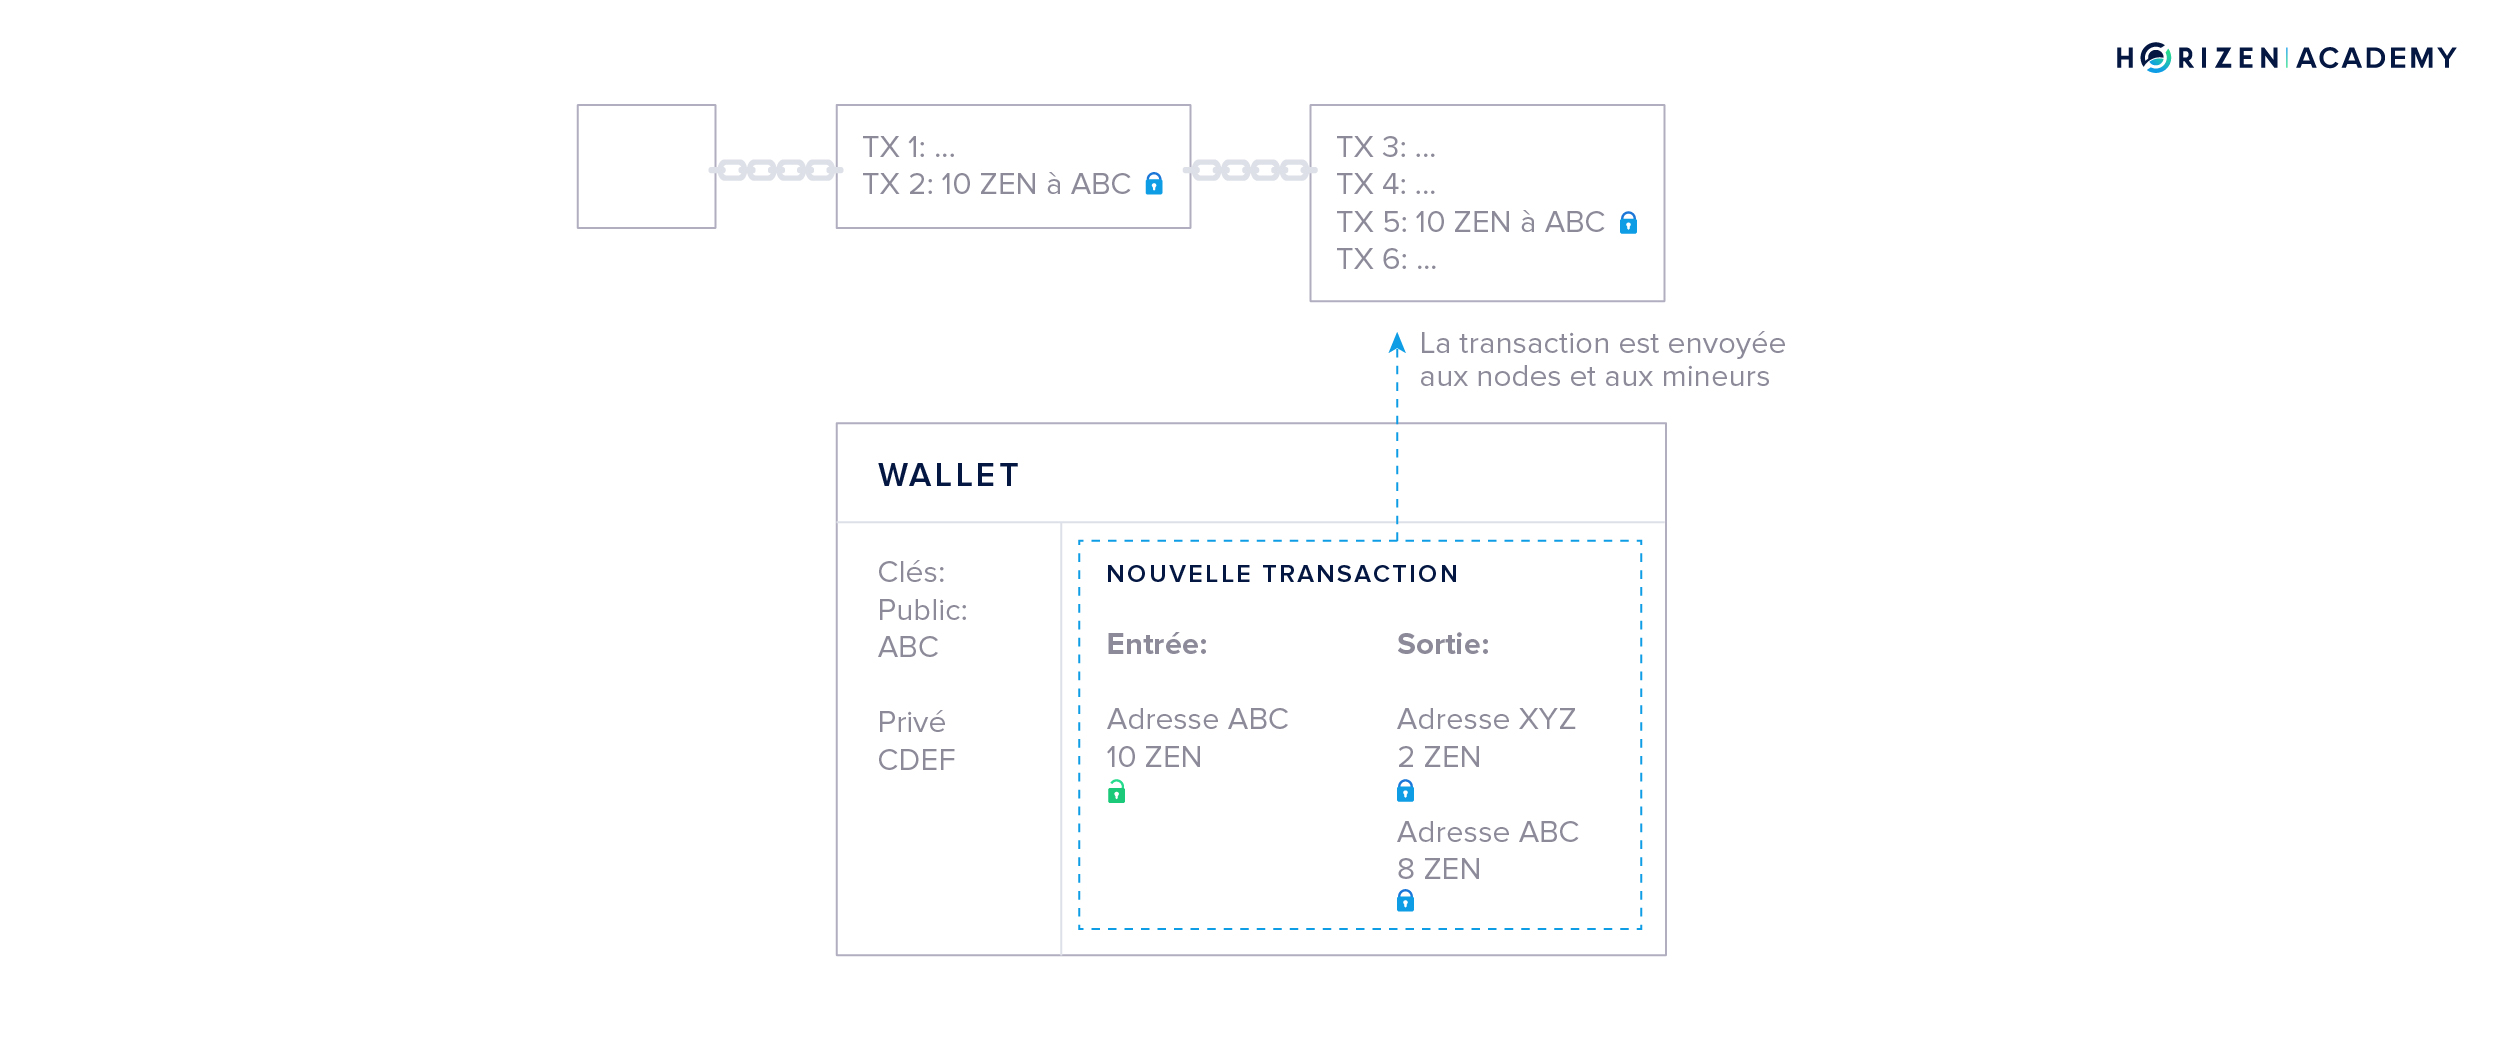 HORIZEN | ACADEMY
TX 1: ...
TX 2: 10 ZEN à ABC
TX 3: ...
TX 4: ...
TX 5: 10 ZEN à ABC
TX 6: ...
La transaction est envoyée
aux nodes et aux mineurs
WALLET
Clés:
Public:
ABC
Privé
CDEF
NOUVELLE TRANSACTION
Entrée:
Adresse ABC
10 ZEN
Sortie:
Adresse XYZ
2 ZEN
Adresse ABC
8 ZEN